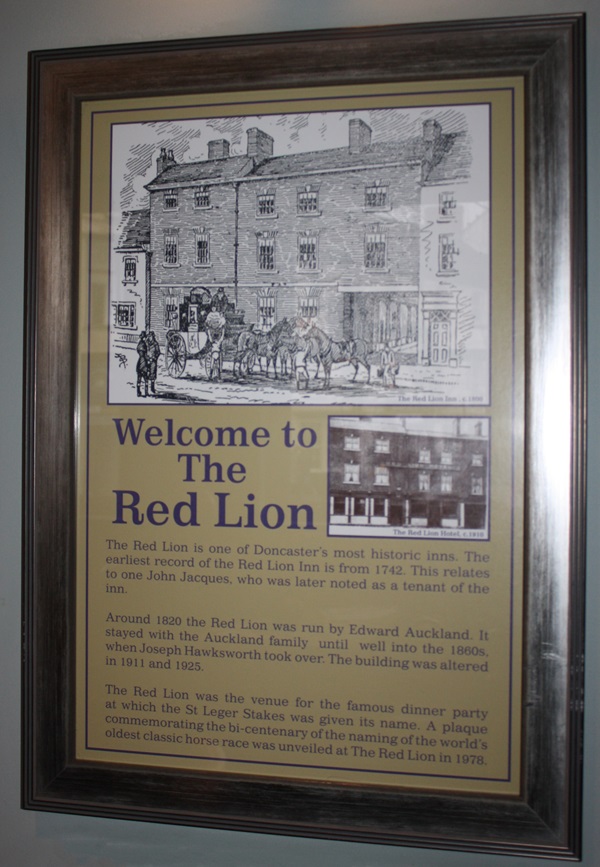 The Red Lion Inn
Welcome to
The
Red Lion
The Red Lion Hotel. c.1910
The Red Lion is one of Doncaster's most historic inns. The
earliest record of the Red Lion Inn is from 1742. This relates
to one John Jacques, who was later noted as a tenant of the
inn.
Around 1820 the Red Lion was run by Edward Auckland. It
stayed with the Auckland family until well into the 1860s,
when Joseph Hawksworth took over. The building was altered
in 1911 and 1925.
The Red Lion was the venue for the famous dinner party
at which the St Leger Stakes was given its name. A plaque
commemorating the bi-centenary of the naming of the world's
oldest classic horse race was unveiled at The Red Lion in 1978.